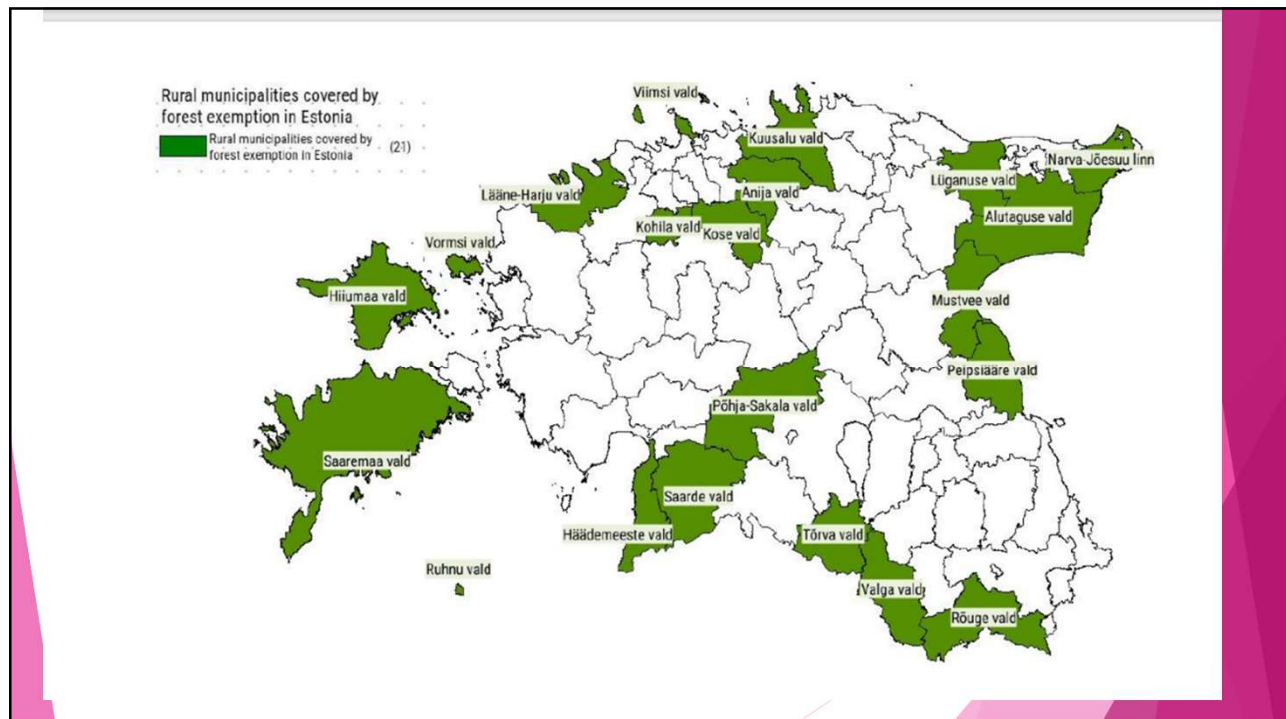 Rural municipalities covered by
forest exemption in Estonia
Rural municipalities covered by
forest exemption in Estonia (21)
Viimsi vald
Kuusalu vald
Narva-Jõesuu linn
Lüganuse vald
Lääne-Harju vald
Anija vald
Alutaguse vald
Kohila vald
Kose vald
Vormsi vald
Hiiumaa vald
Mustvee vald
Peipsiääre vald
Põhja-Sakala vald
Saaremaa vald
Saarde vald
Häädemeeste vald
Tõrva vald
Ruhnu vald
Valga vald
Rõuge vald